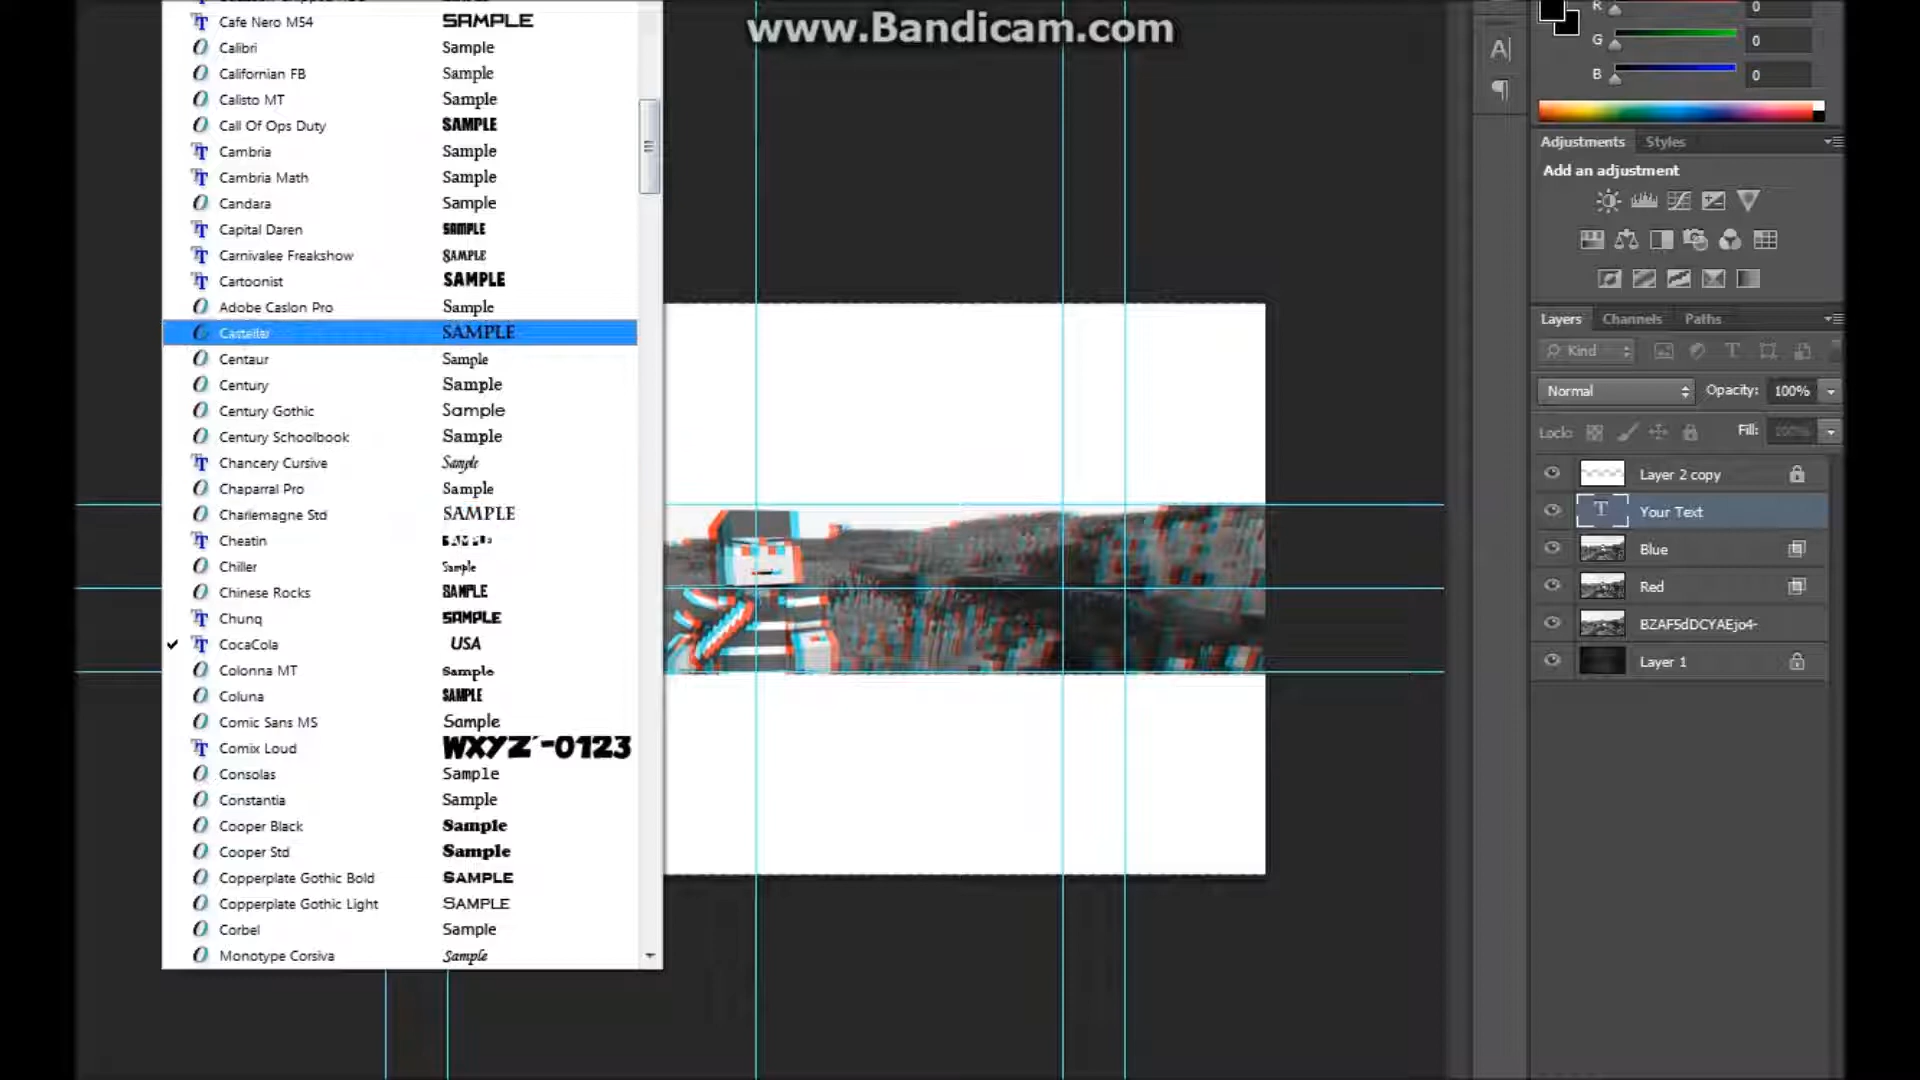 www.Bandicam.com
Cafe Nero M54 SAMPLE
Calibri Sample
Californian FB Sample
Calisto MT Sample
Call Of Ops Duty SAMPLE
Cambria Sample
Cambria Math Sample
Candara Sample
Capital Daren SAMPLE
Carnivalee Freakshow SAMPLE
Cartoonist SAMPLE
Adobe Caslon Pro Sample
Castellar SAMPLE
Centaur Sample
Century Sample
Century Gothic Sample
Century Schoolbook Sample
Chancery Cursive Sample
Chaparral Pro Sample
Charlemagne Std SAMPLE
Cheatin
Chiller Sample
Chinese Rocks SAMPLE
Chunq SAMPLE
CocaCola USA
Colonna MT Sample
Coluna SAMPLE
Comic Sans MS Sample
Comix Loud WXYZ´-0123
Consolas Sample
Constantia Sample
Cooper Black Sample
Cooper Std Sample
Copperplate Gothic Bold SAMPLE
Copperplate Gothic Light SAMPLE
Corbel Sample
Monotype Corsiva Sample
R 0
G 0
B 0
Adjustments Styles
Add an adjustment
Layers Channels Paths
Kind
Normal Opacity: 100%
Lock: Fill: 100%
Layer 2 copy
T Your Text
Blue
Red
BZAF5dDCYAEjo4-
Layer 1